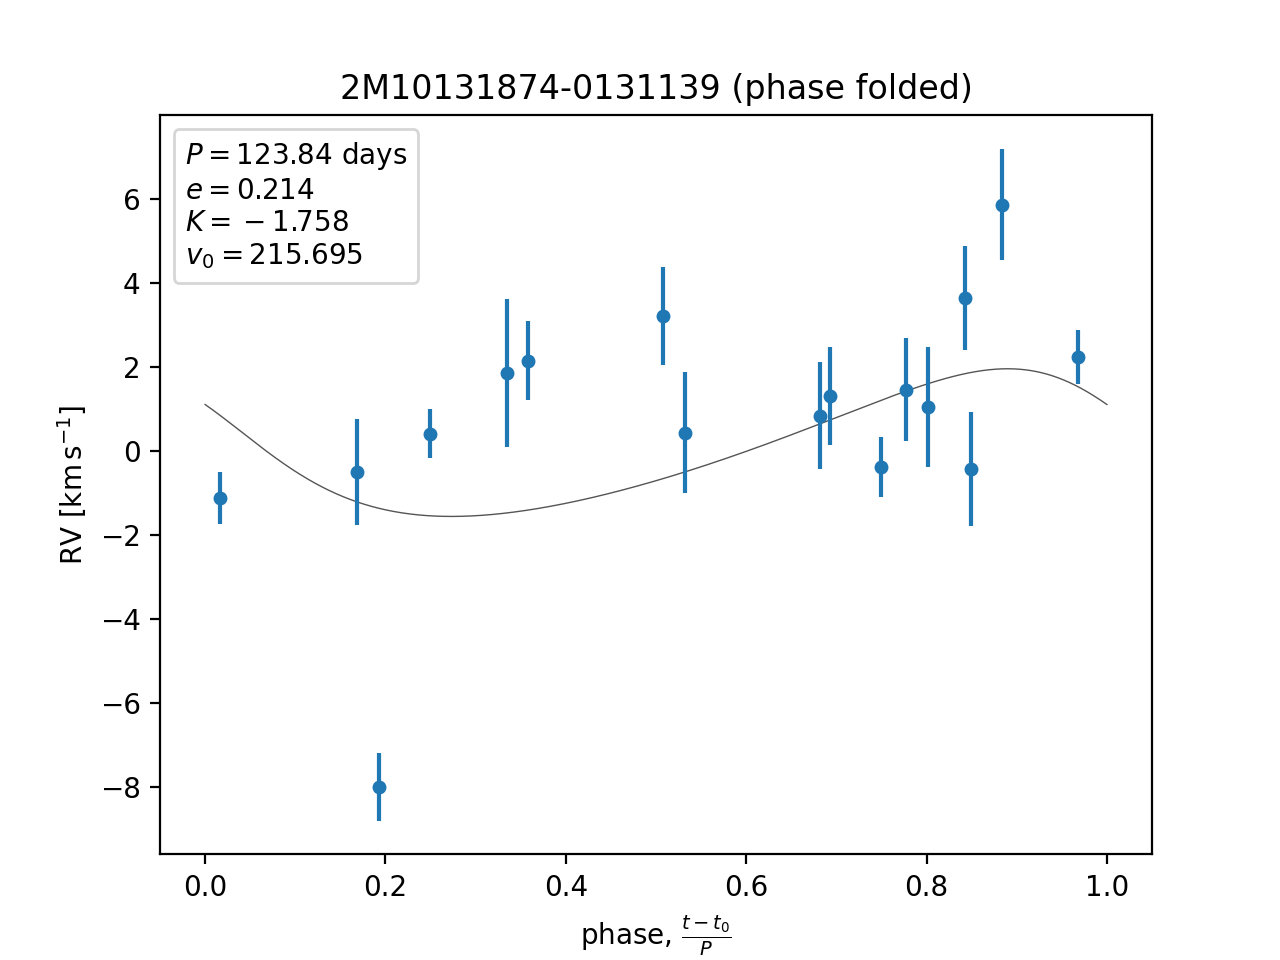 2M10131874-0131139 (phase folded)
P = 123.84 days
e = 0.214
K = −1.758
v₀ = 215.695
RV [km s⁻¹]
6
4
2
0
−2
−4
−6
−8
0.0 0.2 0.4 0.6 0.8 1.0
phase, (t − t₀)/P